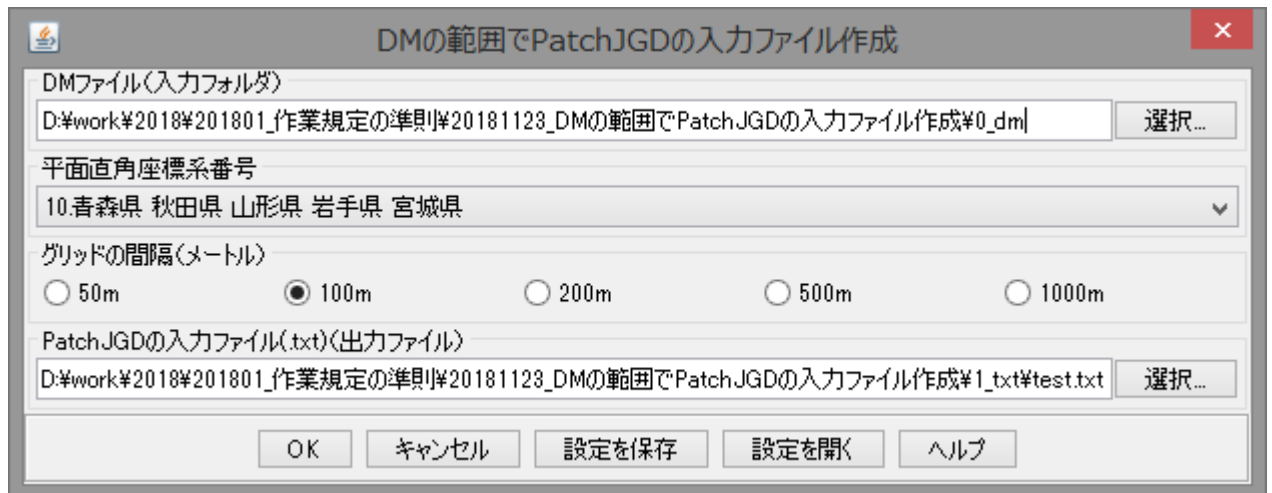 DMの範囲でPatchJGDの入力ファイル作成
DMファイル(入力フォルダ)
D:¥work¥2018¥201801_作業規定の準則¥20181123_DMの範囲でPatchJGDの入力ファイル作成¥0_dm
選択...
平面直角座標系番号
10.青森県 秋田県 山形県 岩手県 宮城県
グリッドの間隔(メートル)
50m 100m 200m 500m 1000m
PatchJGDの入力ファイル(.txt)(出力ファイル)
D:¥work¥2018¥201801_作業規定の準則¥20181123_DMの範囲でPatchJGDの入力ファイル作成¥1_txt¥test.txt
選択...
OK キャンセル 設定を保存 設定を開く ヘルプ